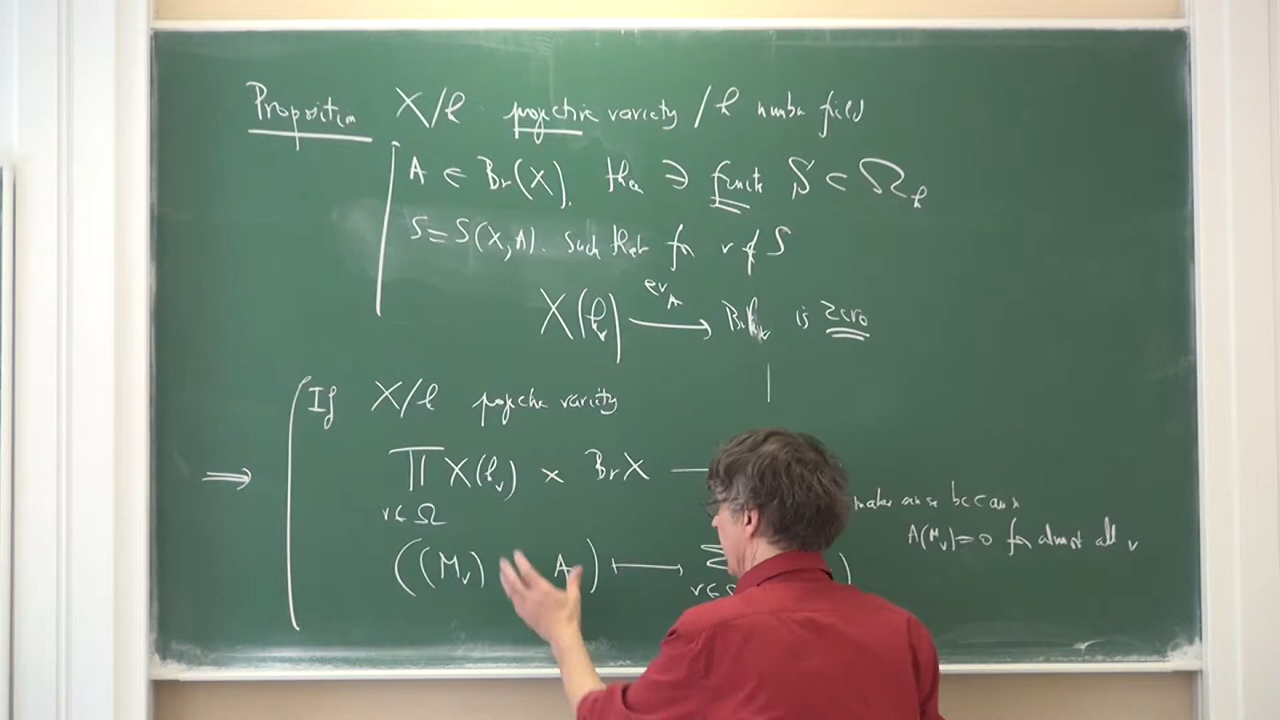 Proposition X/k projective variety /k number field
A ∈ Br(X). then ∃ finite S ⊂ Ω_k
S = S(X,A). such that for v ∉ S
X(k_v) —ev_A→ Br k_v is zero
If X/k projective variety
⇒ ∏_{v∈Ω} X(k_v) × Br X —
makes sense because
A(M_v) = 0 for almost all v
((M_v) A) ⟼ Σ_{v∈ )